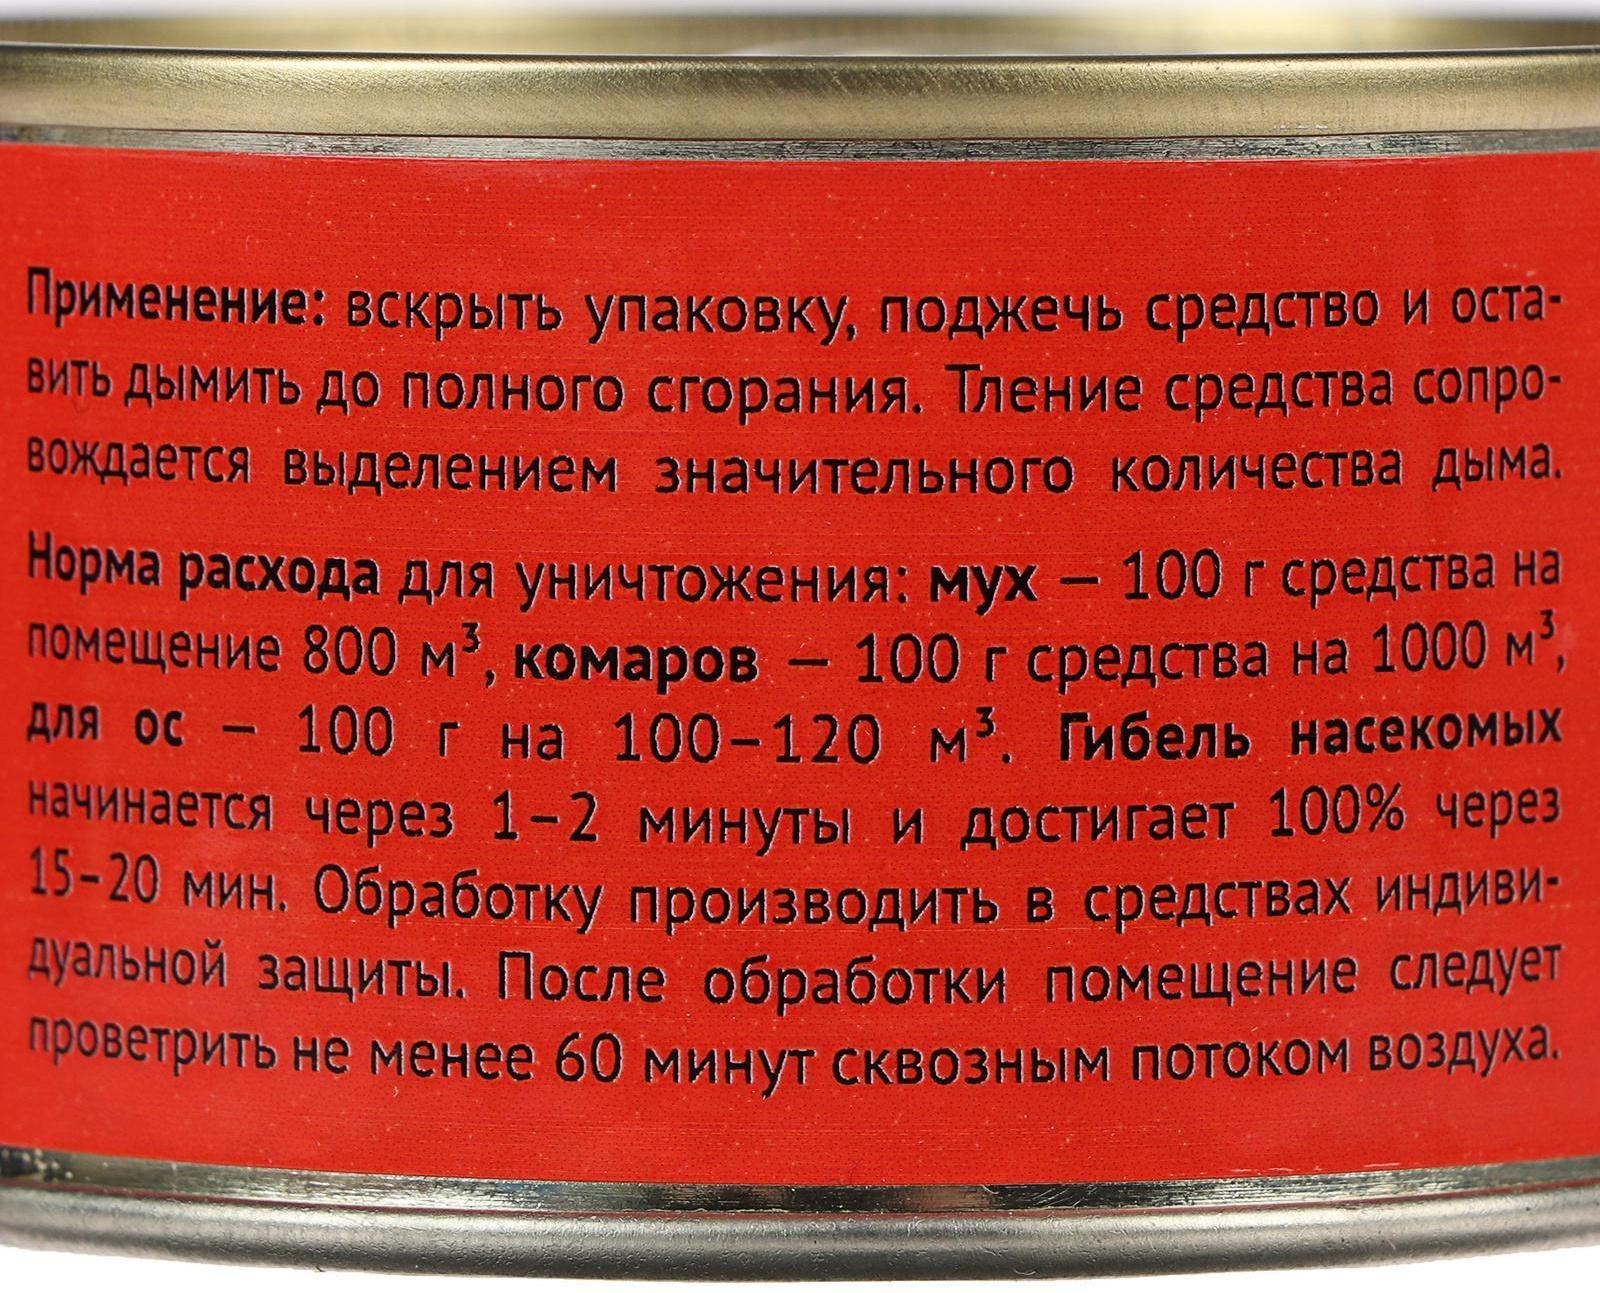 Применение: вскрыть упаковку, поджечь средство и оста-
вить дымить до полного сгорания. Тление средства сопро-
вождается выделением значительного количества дыма.
Норма расхода для уничтожения: мух — 100 г средства на
помещение 800 м³, комаров — 100 г средства на 1000 м³,
для ос — 100 г на 100–120 м³. Гибель насекомых
начинается через 1–2 минуты и достигает 100% через
15–20 мин. Обработку производить в средствах индиви-
дуальной защиты. После обработки помещение следует
проветрить не менее 60 минут сквозным потоком воздуха.